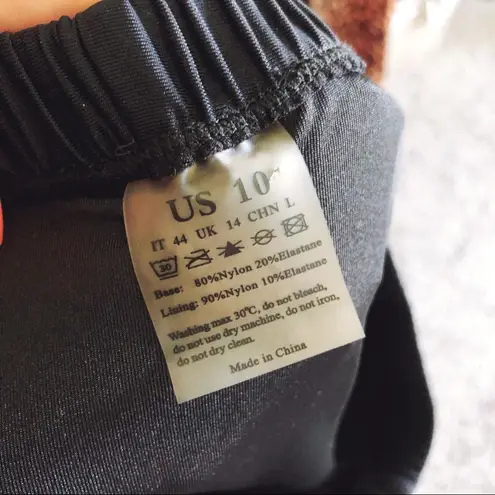 US 10
IT 44 UK 14 CHN L
30
Base: 80%Nylon 20%Elastane
Lining: 90%Nylon 10%Elastane
Washing max 30℃, do not bleach,
do not use dry machine, do not iron,
do not dry clean.
Made in China